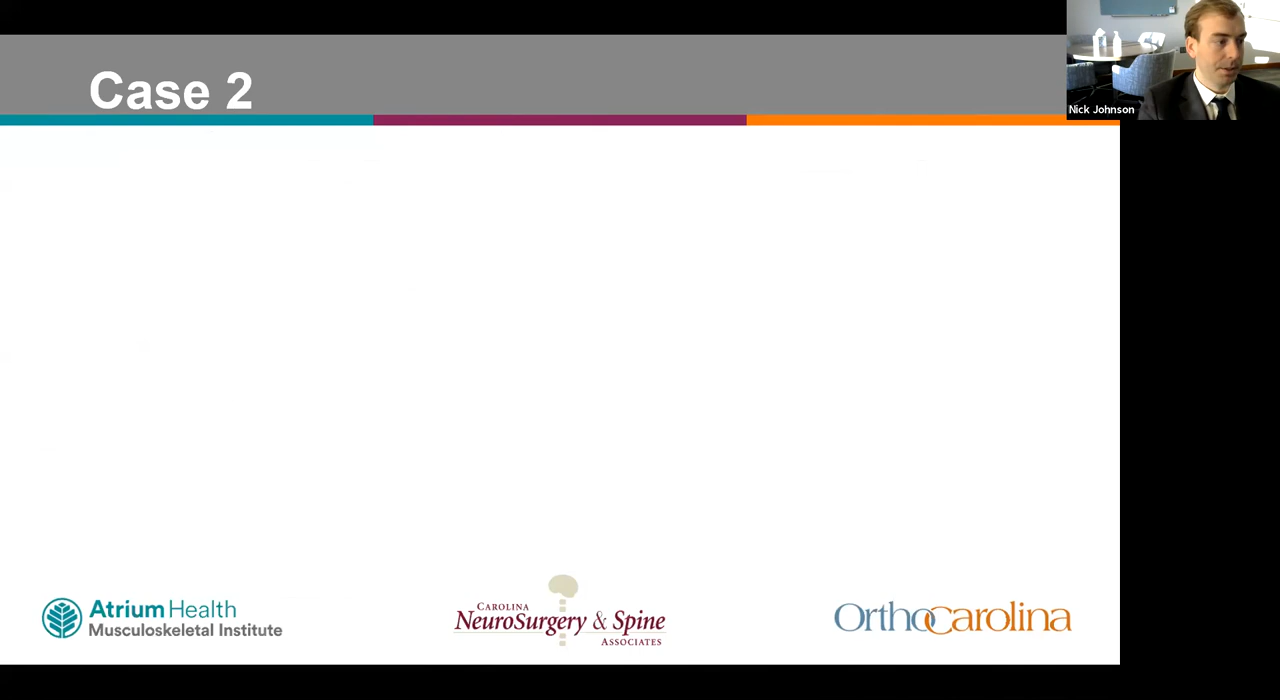 Case 2
Nick Johnson
Atrium Health
Musculoskeletal Institute
Carolina
NeuroSurgery & Spine
Associates
OrthoCarolina